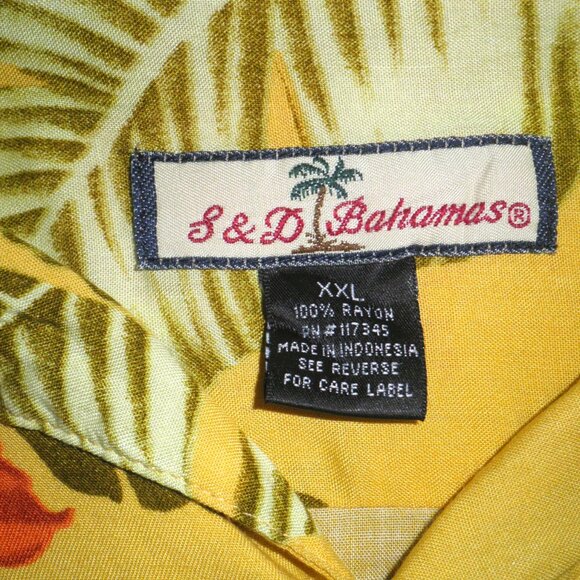 S & D Bahamas®
XXL
100% RAYON
RN# 117345
MADE IN INDONESIA
SEE REVERSE
FOR CARE LABEL